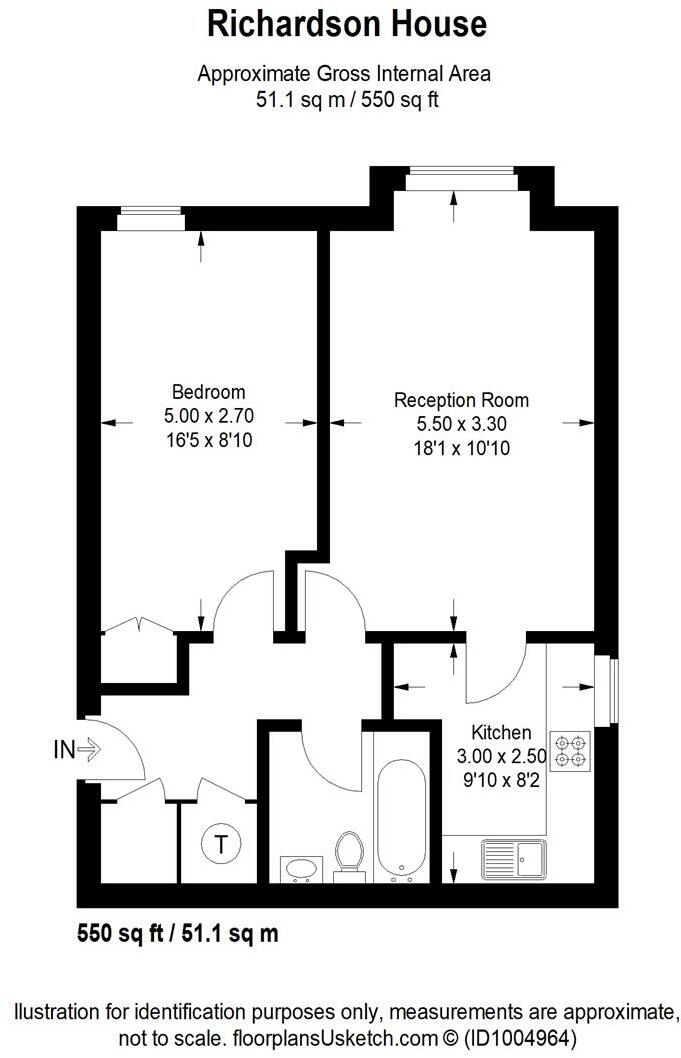 Richardson House
Approximate Gross Internal Area
51.1 sq m / 550 sq ft
Bedroom
5.00 x 2.70
16'5 x 8'10
Reception Room
5.50 x 3.30
18'1 x 10'10
IN
Kitchen
3.00 x 2.50
9'10 x 8'2
T
550 sq ft / 51.1 sq m
Illustration for identification purposes only, measurements are approximate,
not to scale. floorplansUsketch.com © (ID1004964)